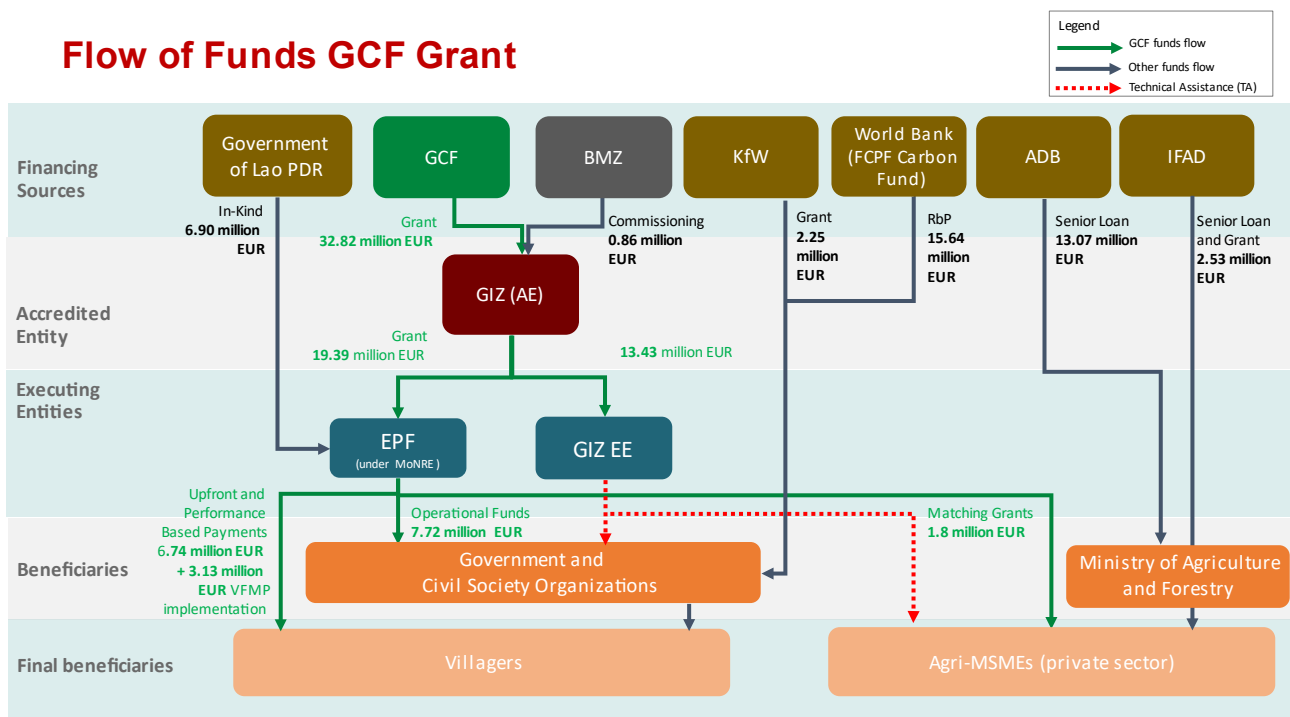 Flow of Funds GCF Grant
Legend
GCF funds flow
Other funds flow
Technical Assistance (TA)
Financing
Sources
Government
of Lao PDR
GCF
BMZ
KfW
World Bank
(FCPF Carbon
Fund)
ADB
IFAD
In-Kind
6.90 million
EUR
Grant
32.82 million EUR
Commissioning
0.86 million
EUR
Grant
2.25
million
EUR
RbP
15.64
million
EUR
Senior Loan
13.07 million
EUR
Senior Loan
and Grant
2.53 million
EUR
Accredited
Entity
GIZ (AE)
Grant
19.39 million EUR
13.43 million EUR
Executing
Entities
EPF
(under MoNRE )
GIZ EE
Upfront and
Performance
Based Payments
6.74 million EUR
+ 3.13 million
EUR VFMP
implementation
Operational Funds
7.72 million EUR
Matching Grants
1.8 million EUR
Beneficiaries
Government and
Civil Society Organizations
Ministry of Agriculture
and Forestry
Final beneficiaries
Villagers
Agri-MSMEs (private sector)